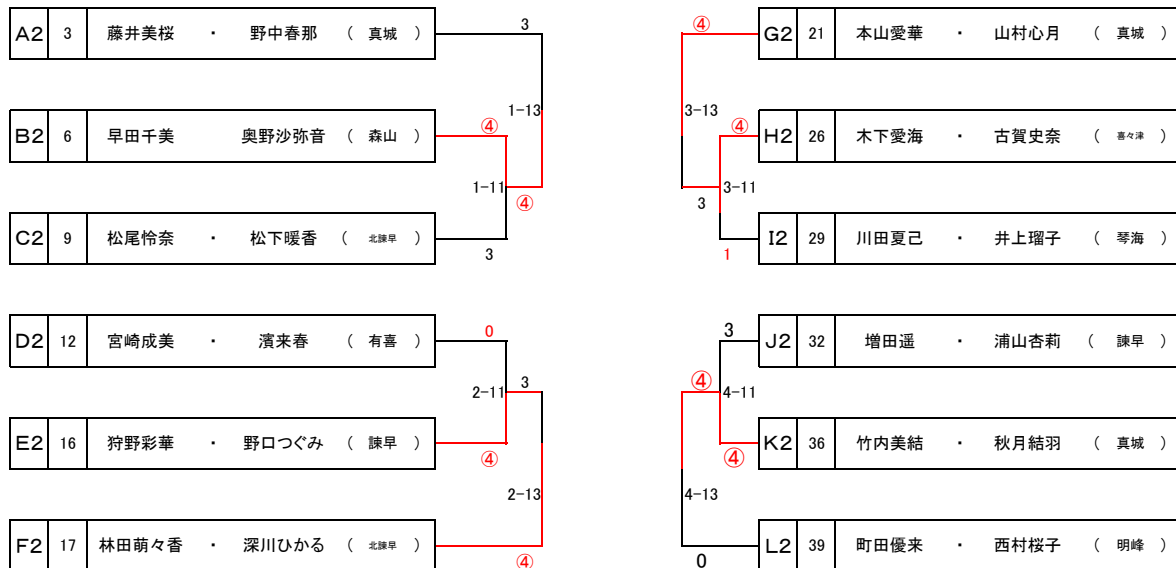 A2 3 藤井美桜 ・ 野中春那 ( 真城 ) 3
1-13
B2 6 早田千美 奥野沙弥音 ( 森山 ) ④
1-11 ④
C2 9 松尾怜奈 ・ 松下暖香 ( 北諫早 ) 3
D2 12 宮崎成美 ・ 濱来春 ( 有喜 ) 0
2-11 3
E2 16 狩野彩華 ・ 野口つぐみ ( 諫早 ) ④
2-13
F2 17 林田萌々香 ・ 深川ひかる ( 北諫早 ) ④
④ G2 21 本山愛華 ・ 山村心月 ( 真城 )
3-13
④ H2 26 木下愛海 ・ 古賀史奈 ( 喜々津 )
3 3-11
1 I2 29 川田夏己 ・ 井上瑠子 ( 琴海 )
3 J2 32 増田遥 ・ 浦山杏莉 ( 諫早 )
④ 4-11
④ K2 36 竹内美結 ・ 秋月結羽 ( 真城 )
4-13
0 L2 39 町田優来 ・ 西村桜子 ( 明峰 )